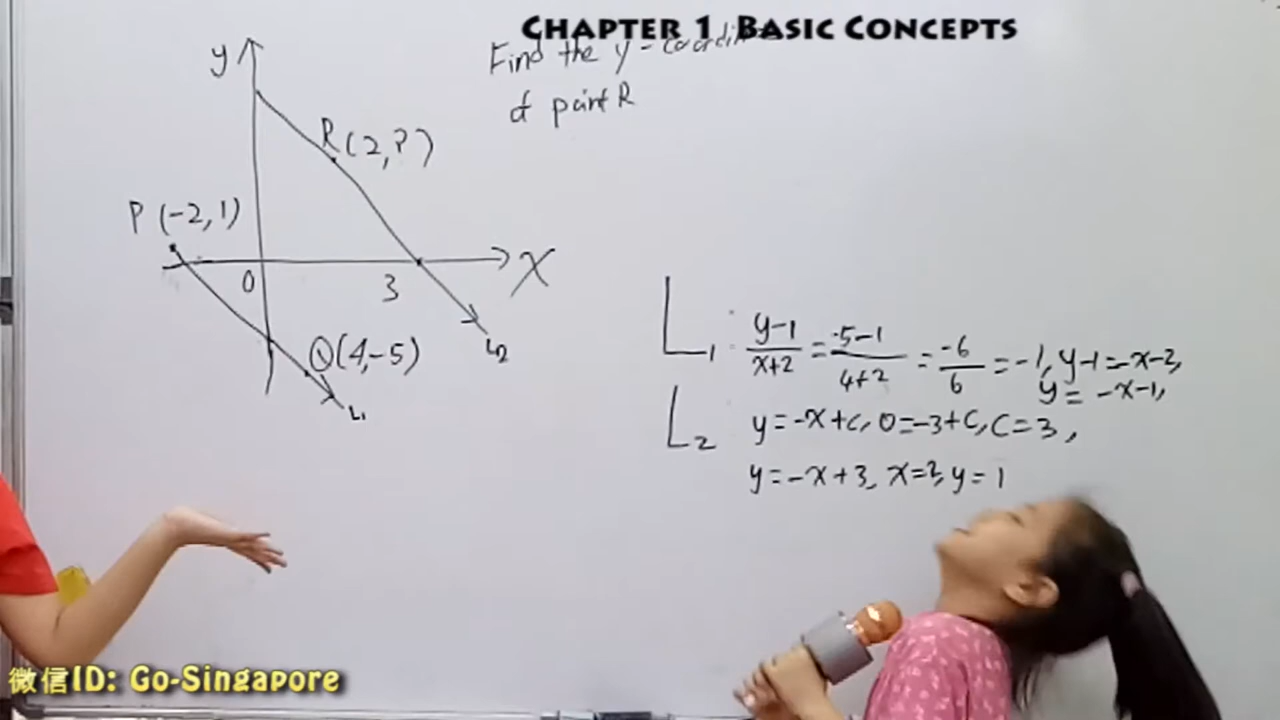 CHAPTER 1 BASIC CONCEPTS
Find the y-coordin
of point R
y
R(2,?)
P(-2,1)
0
3
X
Q(4,-5)
L2
L1
L1: y-1/x+2 = -5-1/4+2 = -6/6 = -1, y-1=-x-2,
y = -x-1,
L2 y=-x+c, 0=-3+c, c=3,
y=-x+3, x=2, y=1
微信ID: Go-Singapore